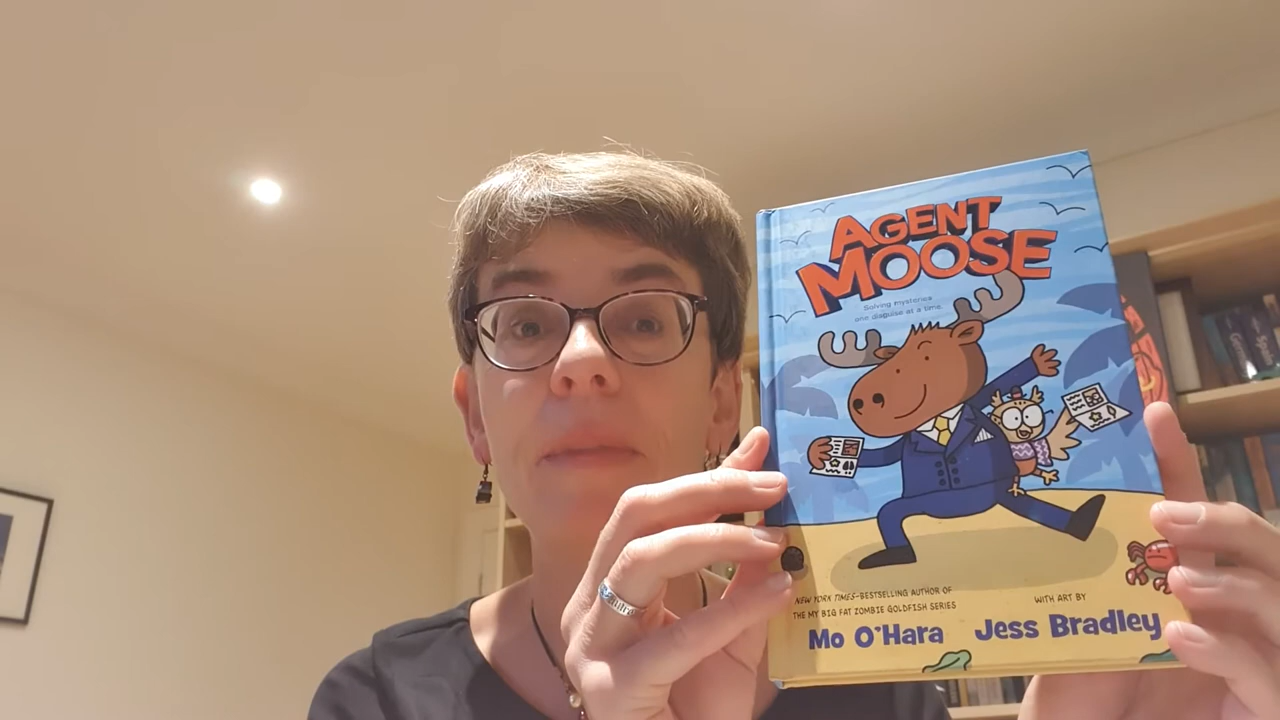 AGENT
MOOSE
Solving mysteries
one disguise at a time.
NEW YORK TIMES-BESTSELLING AUTHOR OF
THE MY BIG FAT ZOMBIE GOLDFISH SERIES
Mo O'Hara
WITH ART BY
Jess Bradley